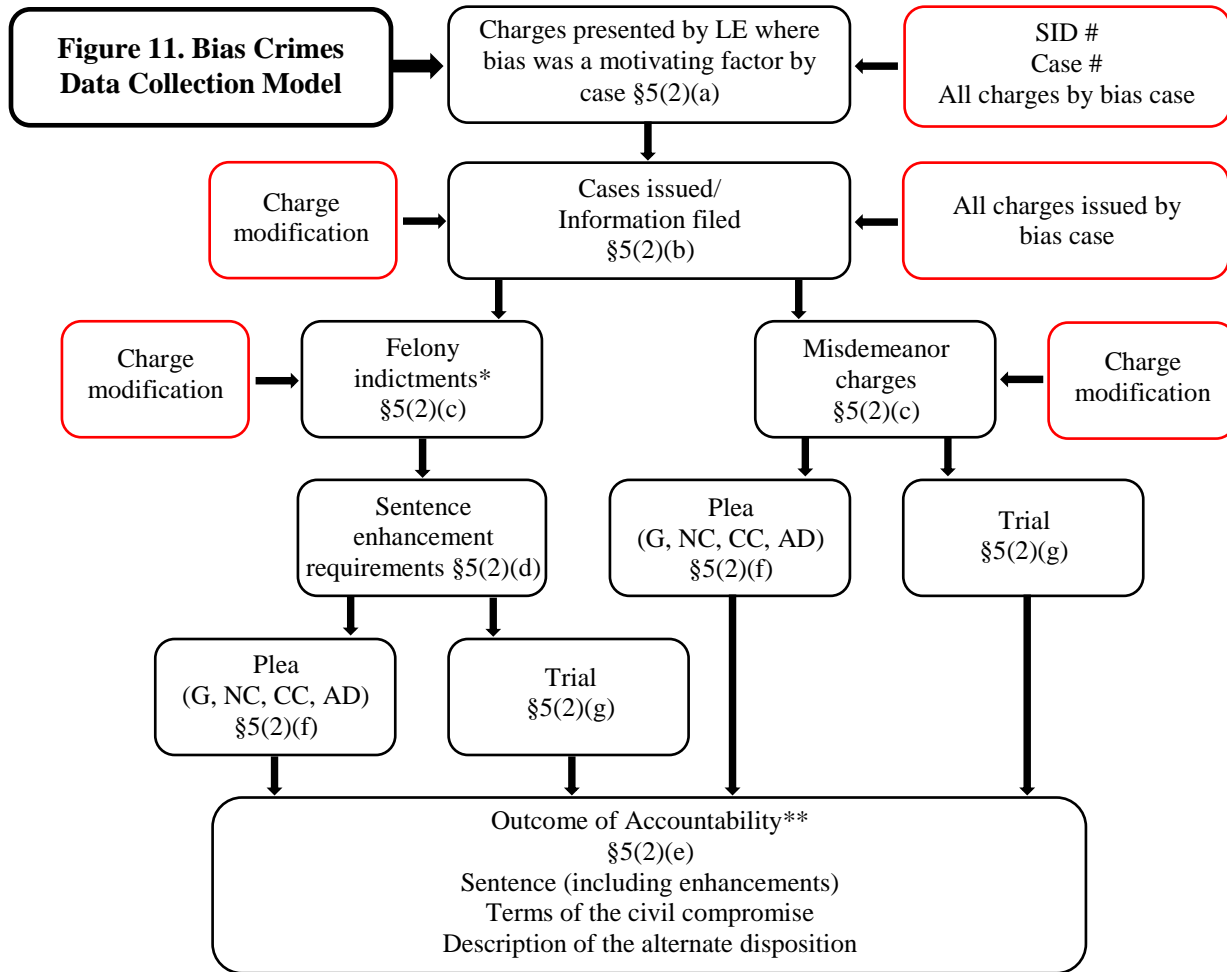 Figure 11. Bias Crimes
Data Collection Model
Charges presented by LE where
bias was a motivating factor by
case §5(2)(a)
SID #
Case #
All charges by bias case
Charge
modification
Cases issued/
Information filed
§5(2)(b)
All charges issued by
bias case
Charge
modification
Felony
indictments*
§5(2)(c)
Misdemeanor
charges
§5(2)(c)
Charge
modification
Sentence
enhancement
requirements §5(2)(d)
Plea
(G, NC, CC, AD)
§5(2)(f)
Trial
§5(2)(g)
Plea
(G, NC, CC, AD)
§5(2)(f)
Trial
§5(2)(g)
Outcome of Accountability**
§5(2)(e)
Sentence (including enhancements)
Terms of the civil compromise
Description of the alternate disposition